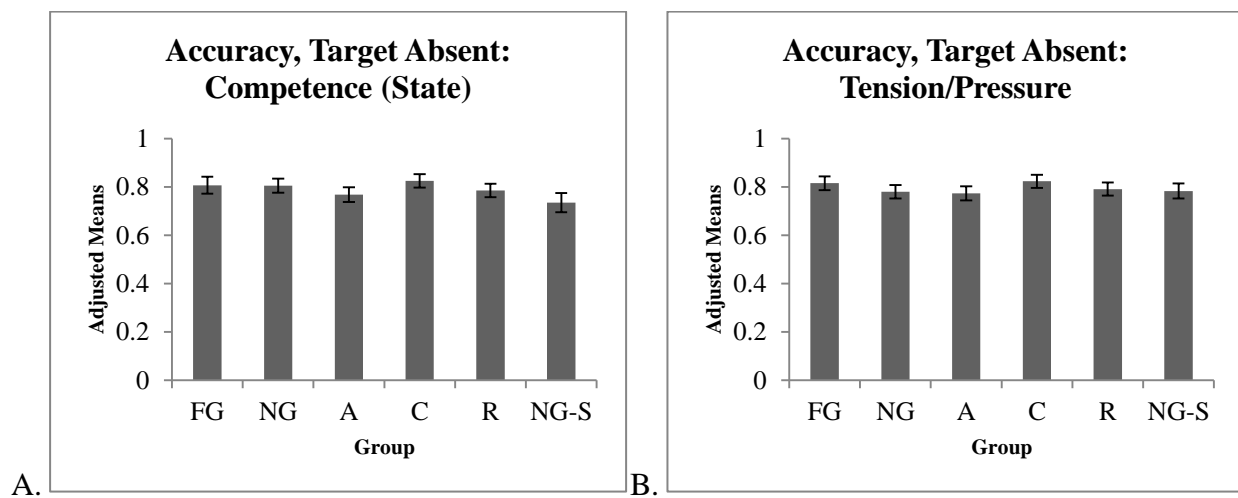 Accuracy, Target Absent:
Competence (State)
Adjusted Means
1
0.8
0.6
0.4
0.2
0
FG NG A C R NG-S
Group
A.
Accuracy, Target Absent:
Tension/Pressure
Adjusted Means
1
0.8
0.6
0.4
0.2
0
FG NG A C R NG-S
Group
B.